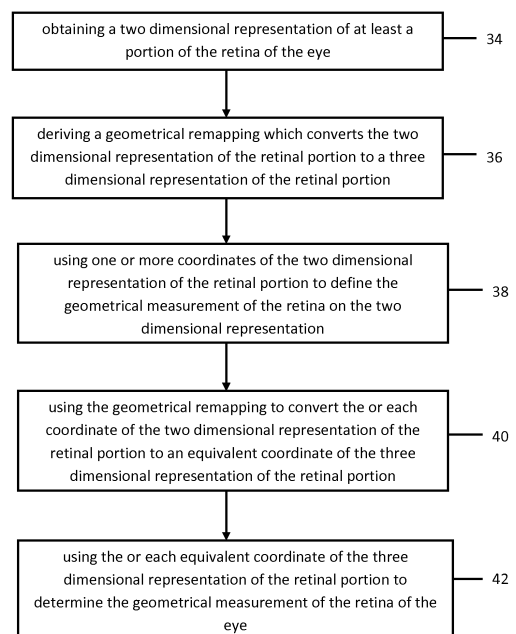 obtaining a two dimensional representation of at least a
portion of the retina of the eye
34
deriving a geometrical remapping which converts the two
dimensional representation of the retinal portion to a three
dimensional representation of the retinal portion
36
using one or more coordinates of the two dimensional
representation of the retinal portion to define the
geometrical measurement of the retina on the two
dimensional representation
38
using the geometrical remapping to convert the or each
coordinate of the two dimensional representation of the
retinal portion to an equivalent coordinate of the three
dimensional representation of the retinal portion
40
using the or each equivalent coordinate of the three
dimensional representation of the retinal portion to
determine the geometrical measurement of the retina of the
eye
42